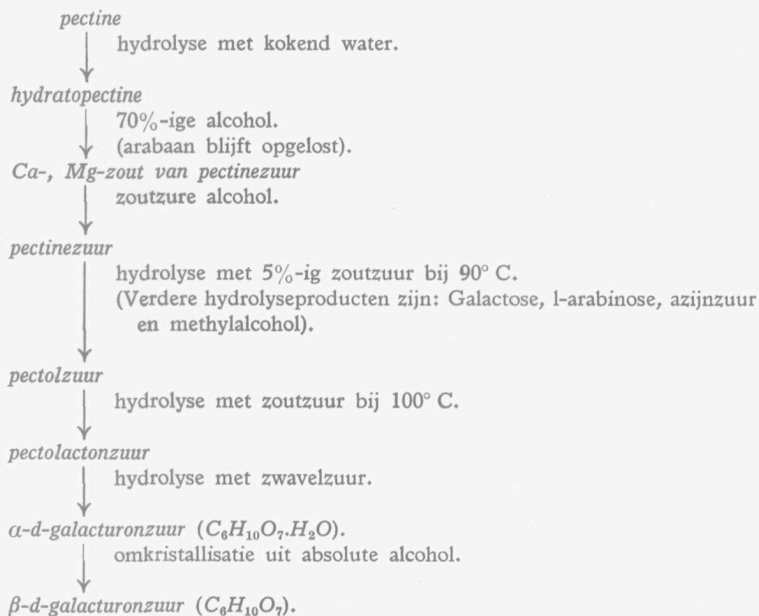 pectine
hydrolyse met kokend water.
hydratopectine
70%-ige alcohol.
(arabaan blijft opgelost).
Ca-, Mg-zout van pectinezuur
zoutzure alcohol.
pectinezuur
hydrolyse met 5%-ig zoutzuur bij 90° C.
(Verdere hydrolyseproducten zijn: Galactose, l-arabinose, azijnzuur
en methylalcohol).
pectolzuur
hydrolyse met zoutzuur bij 100° C.
pectolactonzuur
hydrolyse met zwavelzuur.
α-d-galacturonzuur (C₆H₁₀O₇.H₂O).
omkristallisatie uit absolute alcohol.
β-d-galacturonzuur (C₆H₁₀O₇).